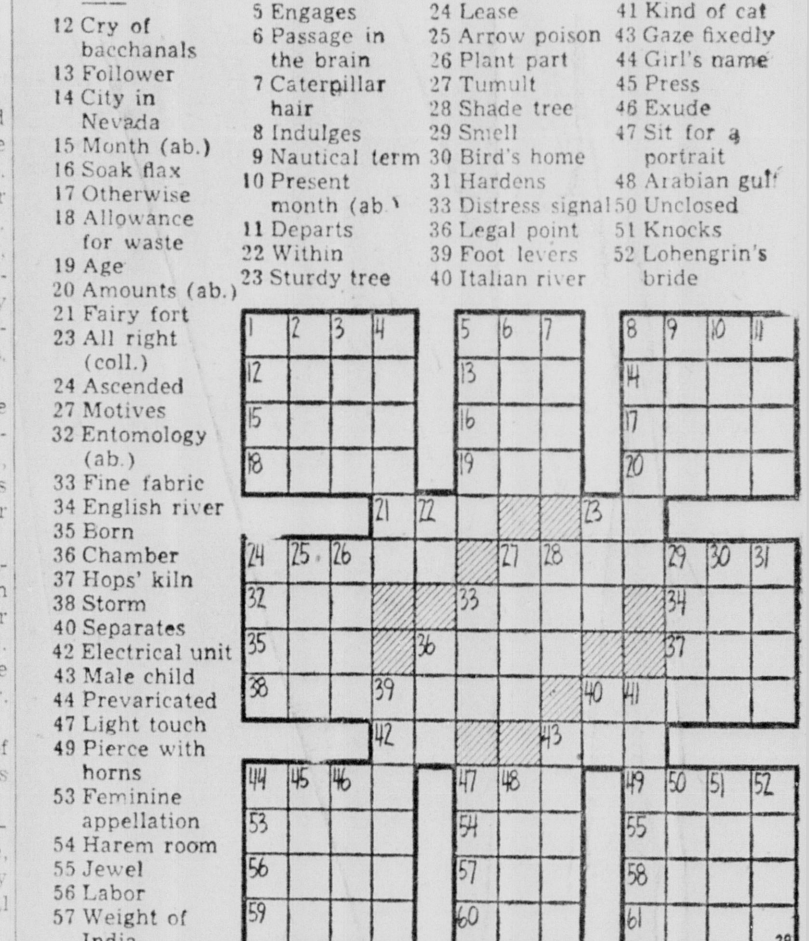 12 Cry of
bacchanals
13 Follower
14 City in
Nevada
15 Month (ab.)
16 Soak flax
17 Otherwise
18 Allowance
for waste
19 Age
20 Amounts (ab.)
21 Fairy fort
23 All right
(coll.)
24 Ascended
27 Motives
32 Entomology
(ab.)
33 Fine fabric
34 English river
35 Born
36 Chamber
37 Hops' kiln
38 Storm
40 Separates
42 Electrical unit
43 Male child
44 Prevaricated
47 Light touch
49 Pierce with
horns
53 Feminine
appellation
54 Harem room
55 Jewel
56 Labor
57 Weight of
India
5 Engages
6 Passage in
the brain
7 Caterpillar
hair
8 Indulges
9 Nautical term
10 Present
month (ab.
11 Departs
22 Within
23 Sturdy tree
24 Lease
25 Arrow poison
26 Plant part
27 Tumult
28 Shade tree
29 Smell
30 Bird's home
31 Hardens
33 Distress signal
36 Legal point
39 Foot levers
40 Italian river
41 Kind of cat
43 Gaze fixedly
44 Girl's name
45 Press
46 Exude
47 Sit for a
portrait
48 Arabian gulf
50 Unclosed
51 Knocks
52 Lohengrin's
bride
1 2 3 4 5 6 7 8 9 10 11
12 13 14
15 16 17
18 19 20
21 22 23
24 25 26 27 28 29 30 31
32 33 34
35 36 37
38 39 40 41
42 43
44 45 46 47 48 49 50 51 52
53 54 55
56 57 58
59 60 61